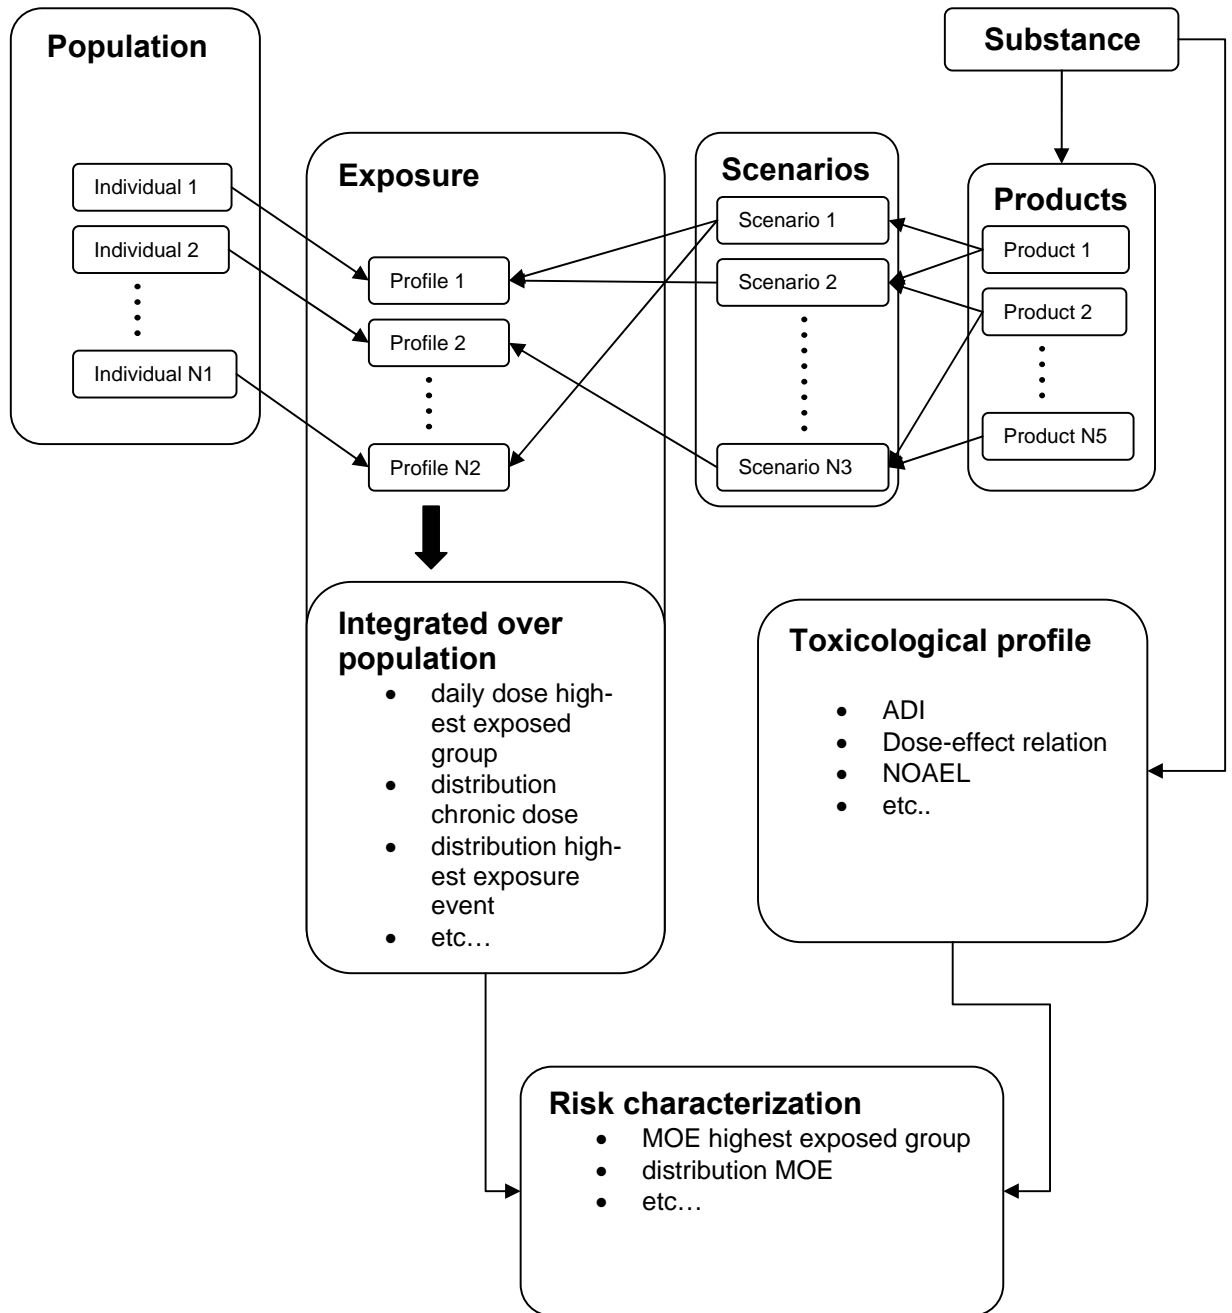 Population
Individual 1
Individual 2
Individual N1
Exposure
Profile 1
Profile 2
Profile N2
Scenarios
Scenario 1
Scenario 2
Scenario N3
Substance
Products
Product 1
Product 2
Product N5
Integrated over
population
• daily dose high-
est exposed
group
• distribution
chronic dose
• distribution high-
est exposure
event
• etc…
Toxicological profile
• ADI
• Dose-effect relation
• NOAEL
• etc..
Risk characterization
• MOE highest exposed group
• distribution MOE
• etc…